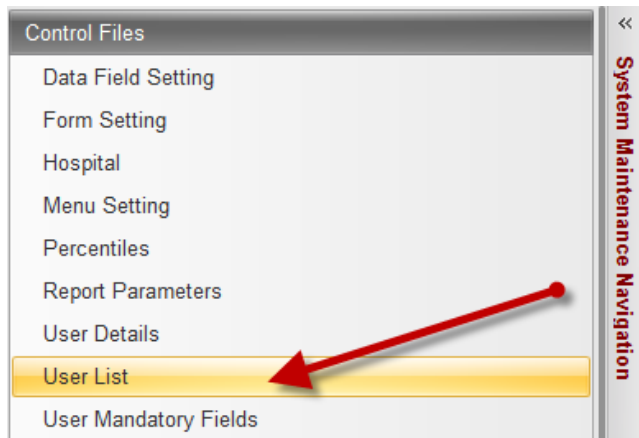 Control Files
Data Field Setting
Form Setting
Hospital
Menu Setting
Percentiles
Report Parameters
User Details
User List
User Mandatory Fields
«
System Maintenance Navigation